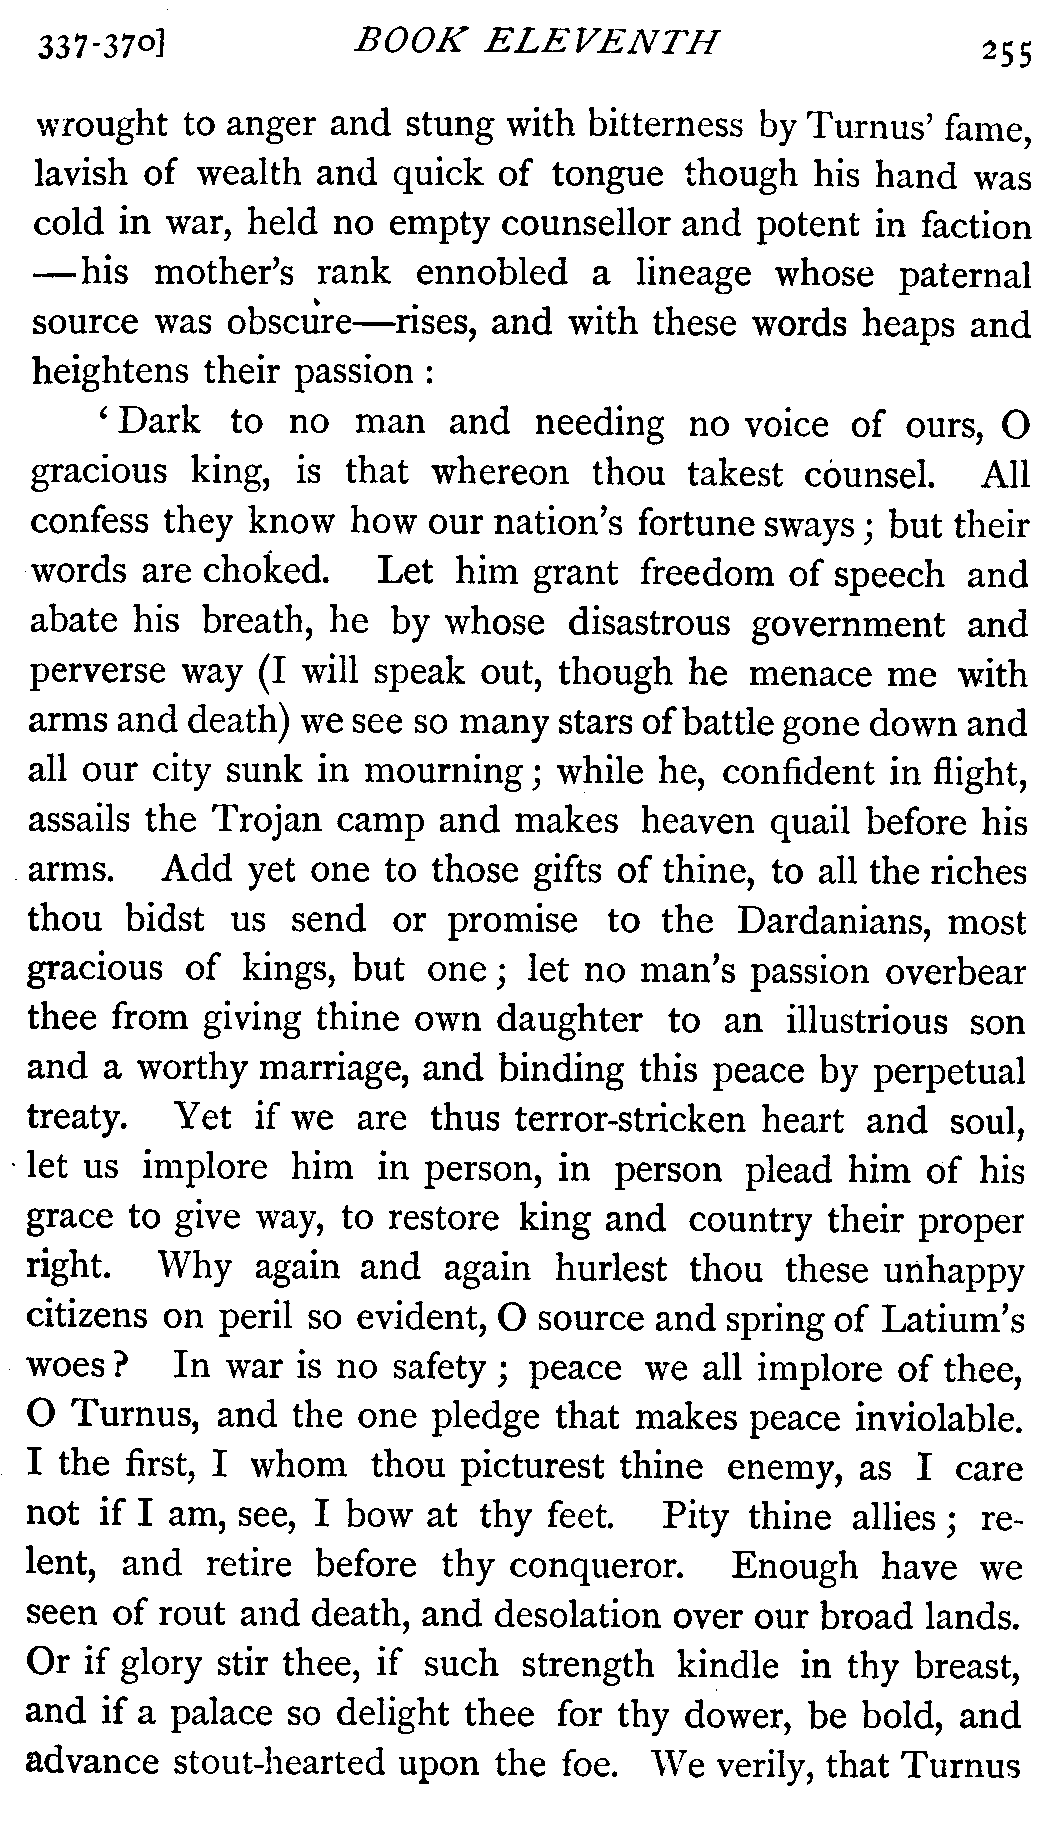 337-370] BOOK ELEVENTH 255
wrought to anger and stung with bitterness by Turnus’ fame,
lavish of wealth and quick of tongue though his hand was
cold in war, held no empty counsellor and potent in faction
—his mother’s rank ennobled a lineage whose paternal
source was obscure—rises, and with these words heaps and
heightens their passion :
‘ Dark to no man and needing no voice of ours, O
gracious king, is that whereon thou takest counsel. All
confess they know how our nation’s fortune sways ; but their
words are choked. Let him grant freedom of speech and
abate his breath, he by whose disastrous government and
perverse way (I will speak out, though he menace me with
arms and death) we see so many stars of battle gone down and
all our city sunk in mourning ; while he, confident in flight,
assails the Trojan camp and makes heaven quail before his
arms. Add yet one to those gifts of thine, to all the riches
thou bidst us send or promise to the Dardanians, most
gracious of kings, but one ; let no man’s passion overbear
thee from giving thine own daughter to an illustrious son
and a worthy marriage, and binding this peace by perpetual
treaty. Yet if we are thus terror-stricken heart and soul,
let us implore him in person, in person plead him of his
grace to give way, to restore king and country their proper
right. Why again and again hurlest thou these unhappy
citizens on peril so evident, O source and spring of Latium’s
woes ? In war is no safety ; peace we all implore of thee,
O Turnus, and the one pledge that makes peace inviolable.
I the first, I whom thou picturest thine enemy, as I care
not if I am, see, I bow at thy feet. Pity thine allies ; re-
lent, and retire before thy conqueror. Enough have we
seen of rout and death, and desolation over our broad lands.
Or if glory stir thee, if such strength kindle in thy breast,
and if a palace so delight thee for thy dower, be bold, and
advance stout-hearted upon the foe. We verily, that Turnus